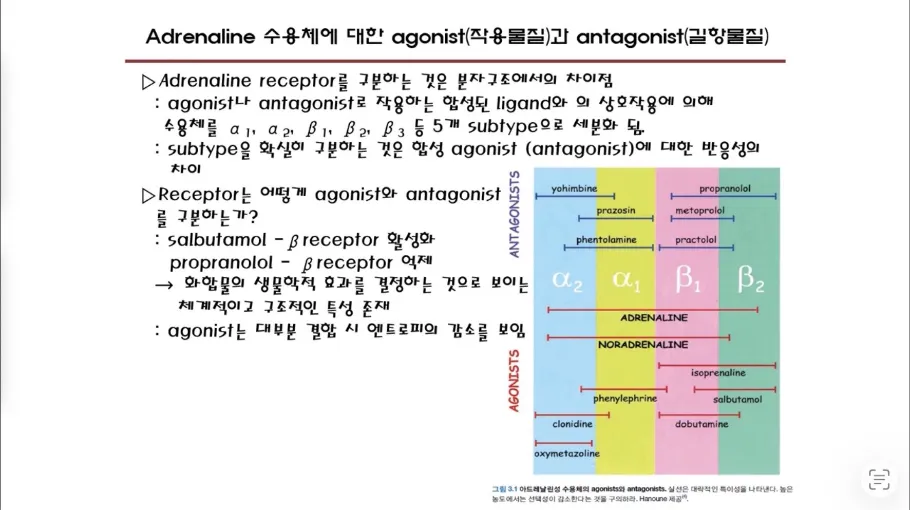 Adrenaline 수용체에 대한 agonist(작용물질)과 antagonist(길항물질)
▷Adrenaline receptor를 구분하는 것은 분자구조에서의 차이점
: agonist나 antagonist로 작용하는 합성된 ligand와 의 상호작용에 의해
수용체를 α1, α2, β1, β2, β3 등 5개 subtype으로 세분화 됨.
: subtype을 확실히 구분하는 것은 합성 agonist (antagonist)에 대한 반응성의
차이
▷Receptor는 어떻게 agonist와 antagonist
를 구분하는가?
: salbutamol - β receptor 활성화
propranolol - β receptor 억제
→ 화합물의 생물학적 효과를 결정하는 것으로 보이는
체계적이고 구조적인 특성 존재
: agonist는 대부분 결합 시 엔트로피의 감소를 보임
ANTAGONISTS
yohimbine
propranolol
prazosin
metoprolol
phentolamine
practolol
α2 α1 β1 β2
ADRENALINE
NORADRENALINE
AGONISTS
isoprenaline
phenylephrine
salbutamol
clonidine
dobutamine
oxymetazoline
그림 3.1 아드레날린성 수용체의 agonists와 antagonists. 실선은 대략적인 특이성을 나타낸다. 높은
농도에서는 선택성이 감소한다는 것을 주의하라. Hanoune 제공